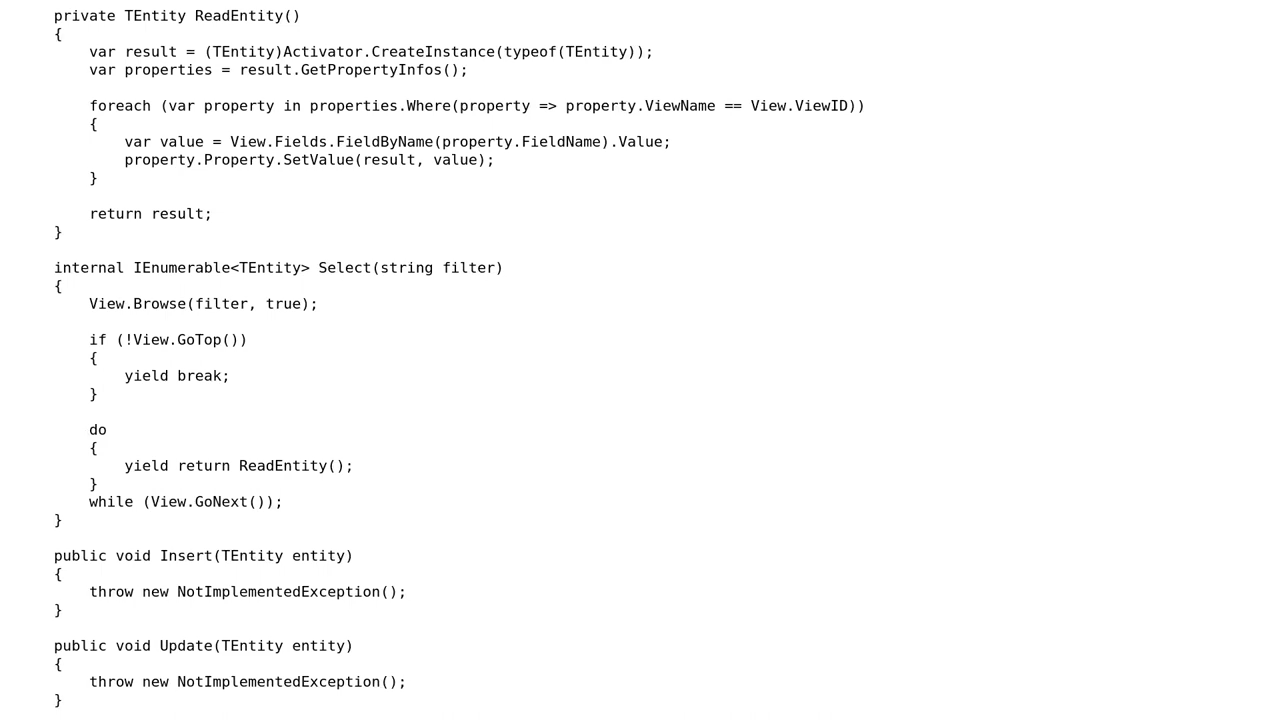 private TEntity ReadEntity()
{
    var result = (TEntity)Activator.CreateInstance(typeof(TEntity));
    var properties = result.GetPropertyInfos();

    foreach (var property in properties.Where(property => property.ViewName == View.ViewID))
    {
        var value = View.Fields.FieldByName(property.FieldName).Value;
        property.Property.SetValue(result, value);
    }

    return result;
}

internal IEnumerable<TEntity> Select(string filter)
{
    View.Browse(filter, true);

    if (!View.GoTop())
    {
        yield break;
    }

    do
    {
        yield return ReadEntity();
    }
    while (View.GoNext());
}

public void Insert(TEntity entity)
{
    throw new NotImplementedException();
}

public void Update(TEntity entity)
{
    throw new NotImplementedException();
}